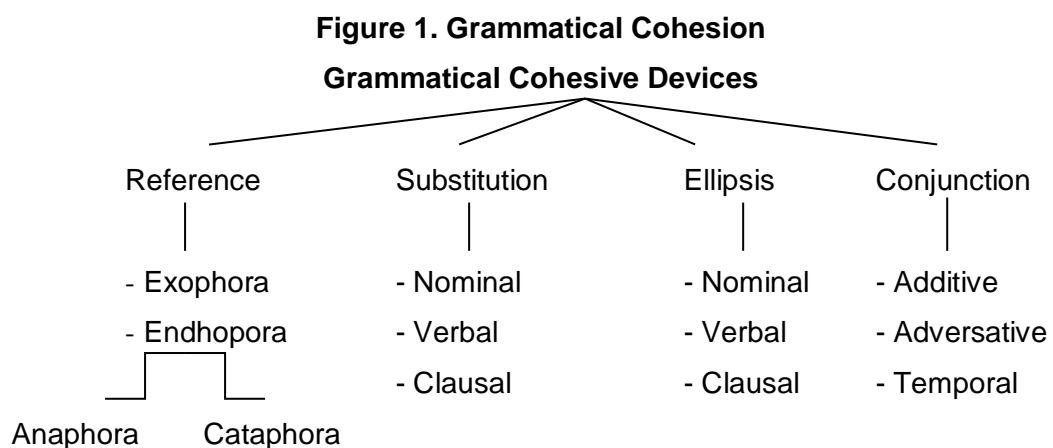 Figure 1. Grammatical Cohesion
Grammatical Cohesive Devices
Reference Substitution Ellipsis Conjunction
- Exophora - Nominal - Nominal - Additive
- Endhopora - Verbal - Verbal - Adversative
- Clausal - Clausal - Temporal
Anaphora Cataphora